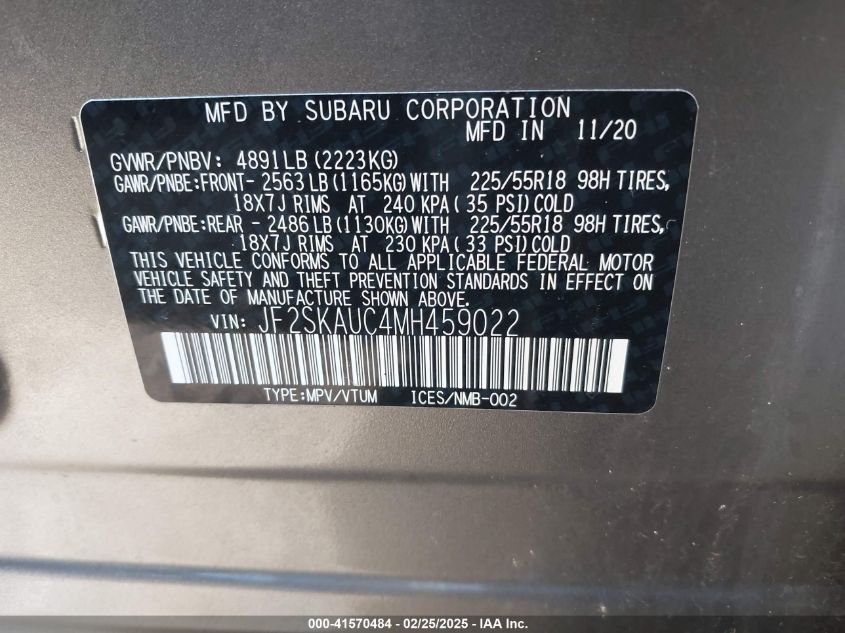 MFD BY SUBARU CORPORATION
MFD IN 11/20
GVWR/PNBV: 4891LB (2223KG)
GAWR/PNBE:FRONT- 2563 LB (1165KG) WITH 225/55R18 98H TIRES,
18X7J RIMS AT 240 KPA ( 35 PSI) COLD
GAWR/PNBE:REAR - 2486 LB (1130KG) WITH 225/55R18 98H TIRES,
18X7J RIMS AT 230 KPA ( 33 PSI) COLD
THIS VEHICLE CONFORMS TO ALL APPLICABLE FEDERAL MOTOR
VEHICLE SAFETY AND THEFT PREVENTION STANDARDS IN EFFECT ON
THE DATE OF MANUFACTURE SHOWN ABOVE.
VIN: JF2SKAUC4MH459022
TYPE:MPV/VTUM ICES/NMB-002
000-41570484 - 02/25/2025 - IAA Inc.